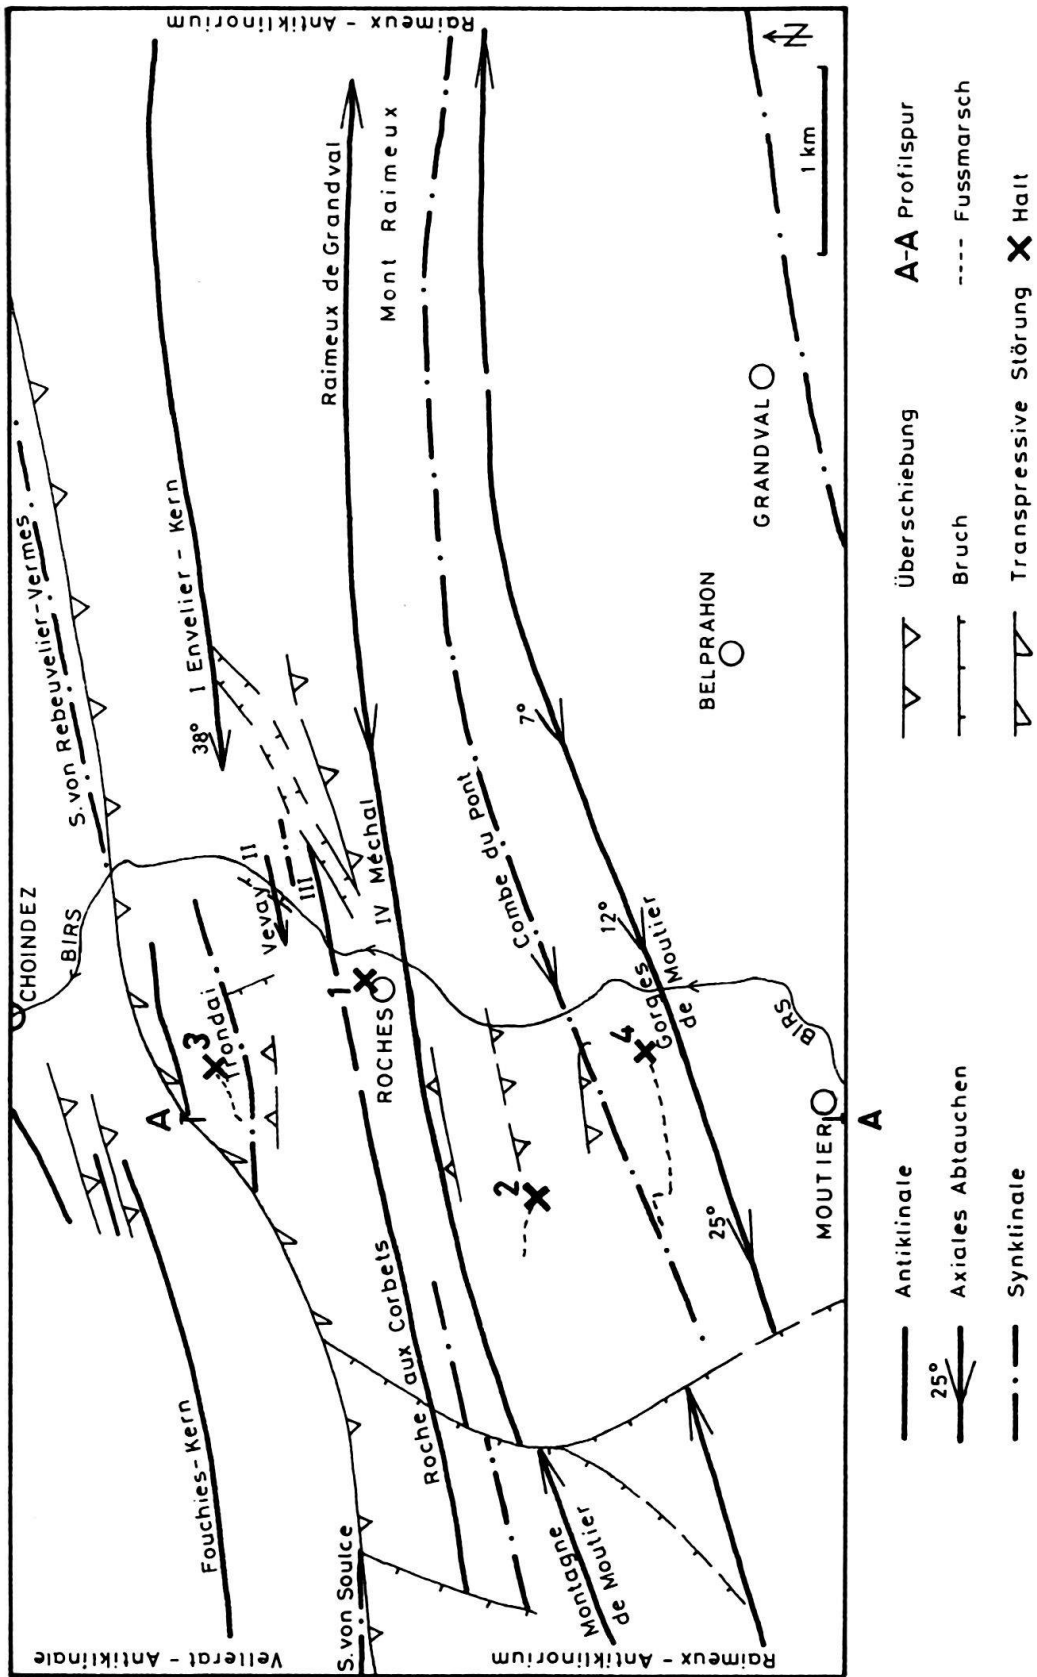 Vellerat - Antiklinale
S. von Soulce
Raimeux - Antiklinorium
Raimeux - Antiklinorium
Fouchies-Kern
CHOINDEZ
BIRS
S. von Rebeuvelier-Vermes
I Envelier - Kern
38°
A
3
Trondai
Vevay II
III
1
ROCHES
IV Méchal
Raimeux de Grandval
Mont Raimeux
Roche aux Corbets
2
Combe du Pont
7°
12°
4
Gorges
de Moutier
25°
Montagne
de Moutier
BIRS
MOUTIER
A
BELPRAHON
GRANDVAL
N
1 km
Antiklinale
25° Axiales Abtauchen
Synklinale
Überschiebung
Bruch
Transpressive Störung
A-A Profilspur
Fussmarsch
Halt